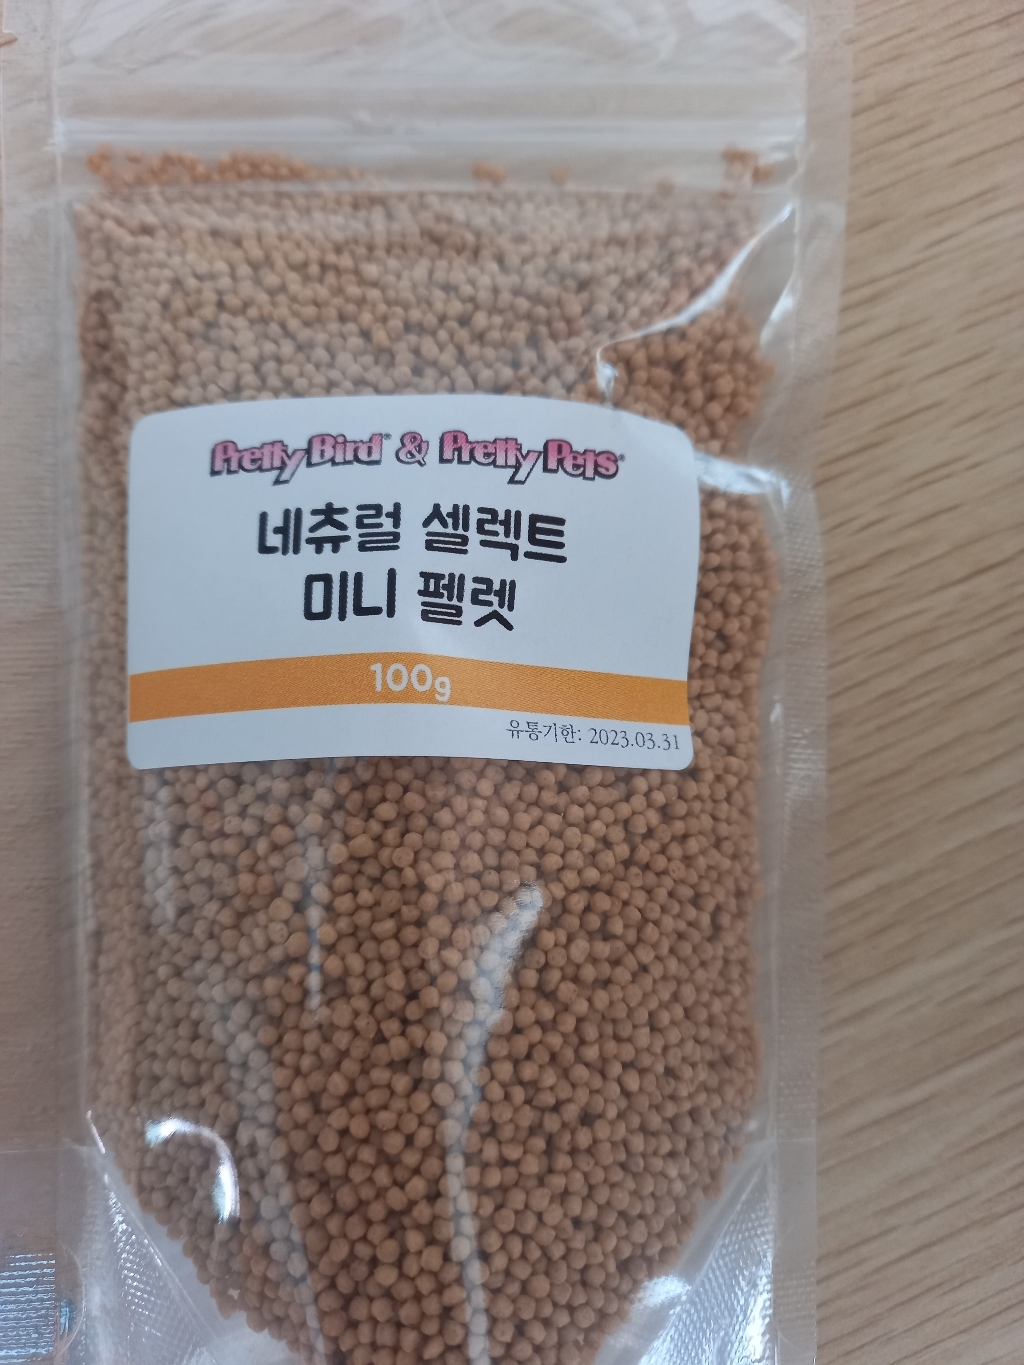 Pretty Bird® & Pretty Pets®
네츄럴 셀렉트
미니 펠렛
100g
유통기한: 2023.03.31